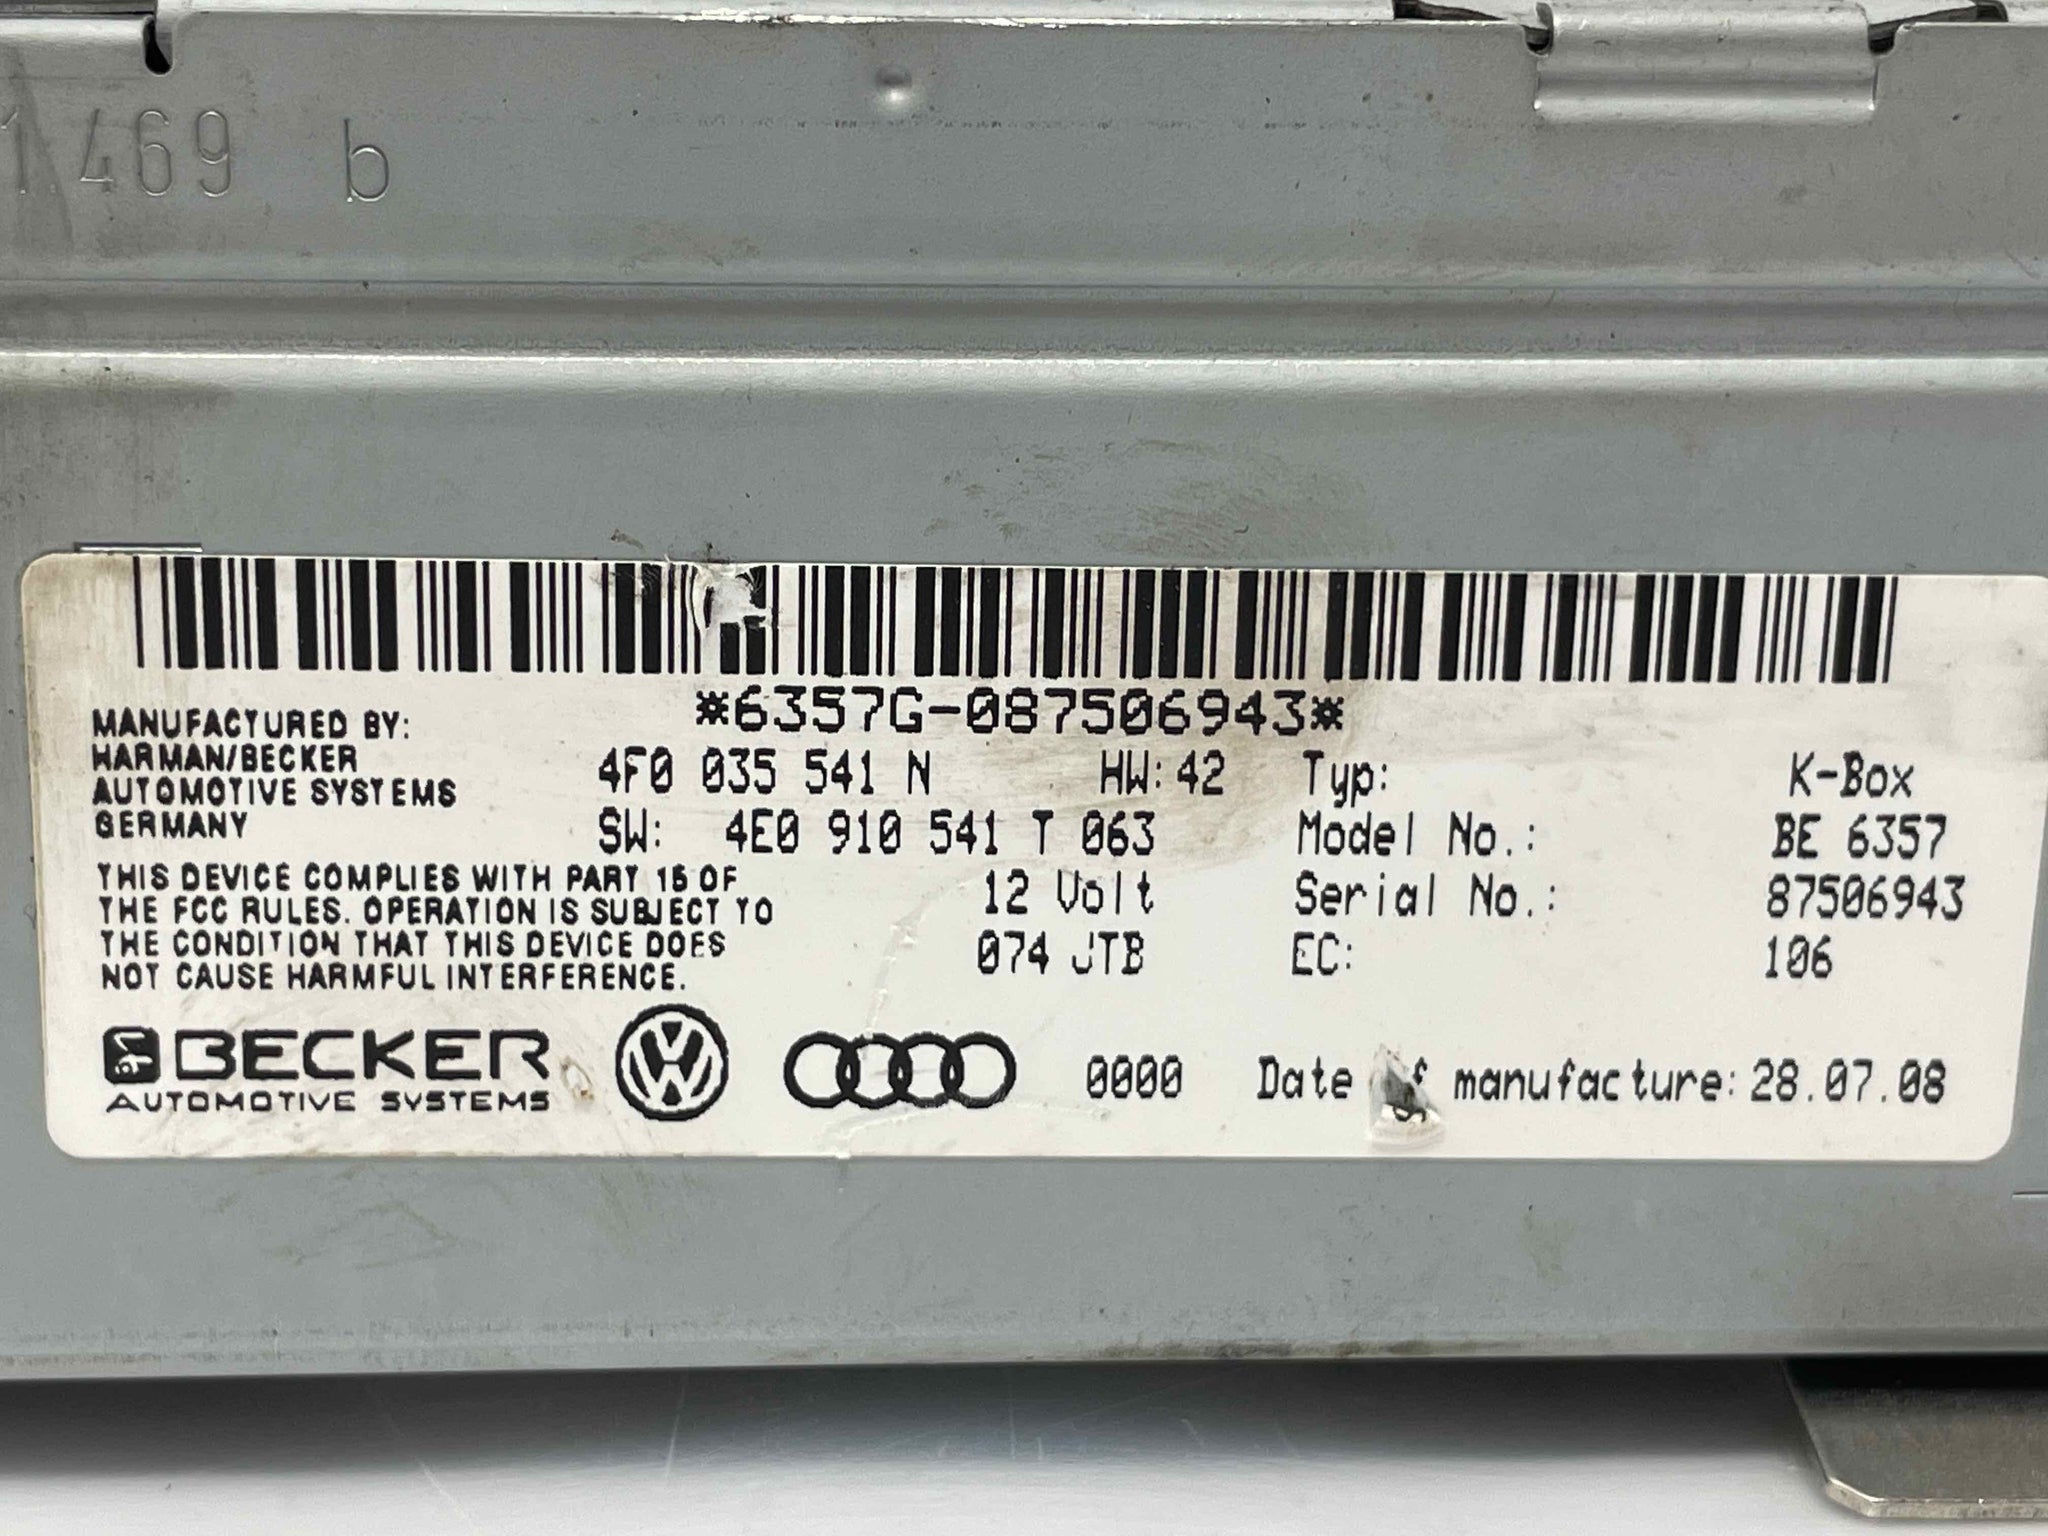 1.469 b
*6357G-087506943*
MANUFACTURED BY:
HARMAN/BECKER
AUTOMOTIVE SYSTEMS
GERMANY
4F0 035 541 N HW:42 Typ: K-Box
SW: 4E0 910 541 T 063 Model No.: BE 6357
12 Volt Serial No.: 87506943
074 JTB EC: 106
THIS DEVICE COMPLIES WITH PART 15 OF
THE FCC RULES. OPERATION IS SUBJECT TO
THE CONDITION THAT THIS DEVICE DOES
NOT CAUSE HARMFUL INTERFERENCE.
BECKER
AUTOMOTIVE SYSTEMS
0000 Date of manufacture: 28.07.08